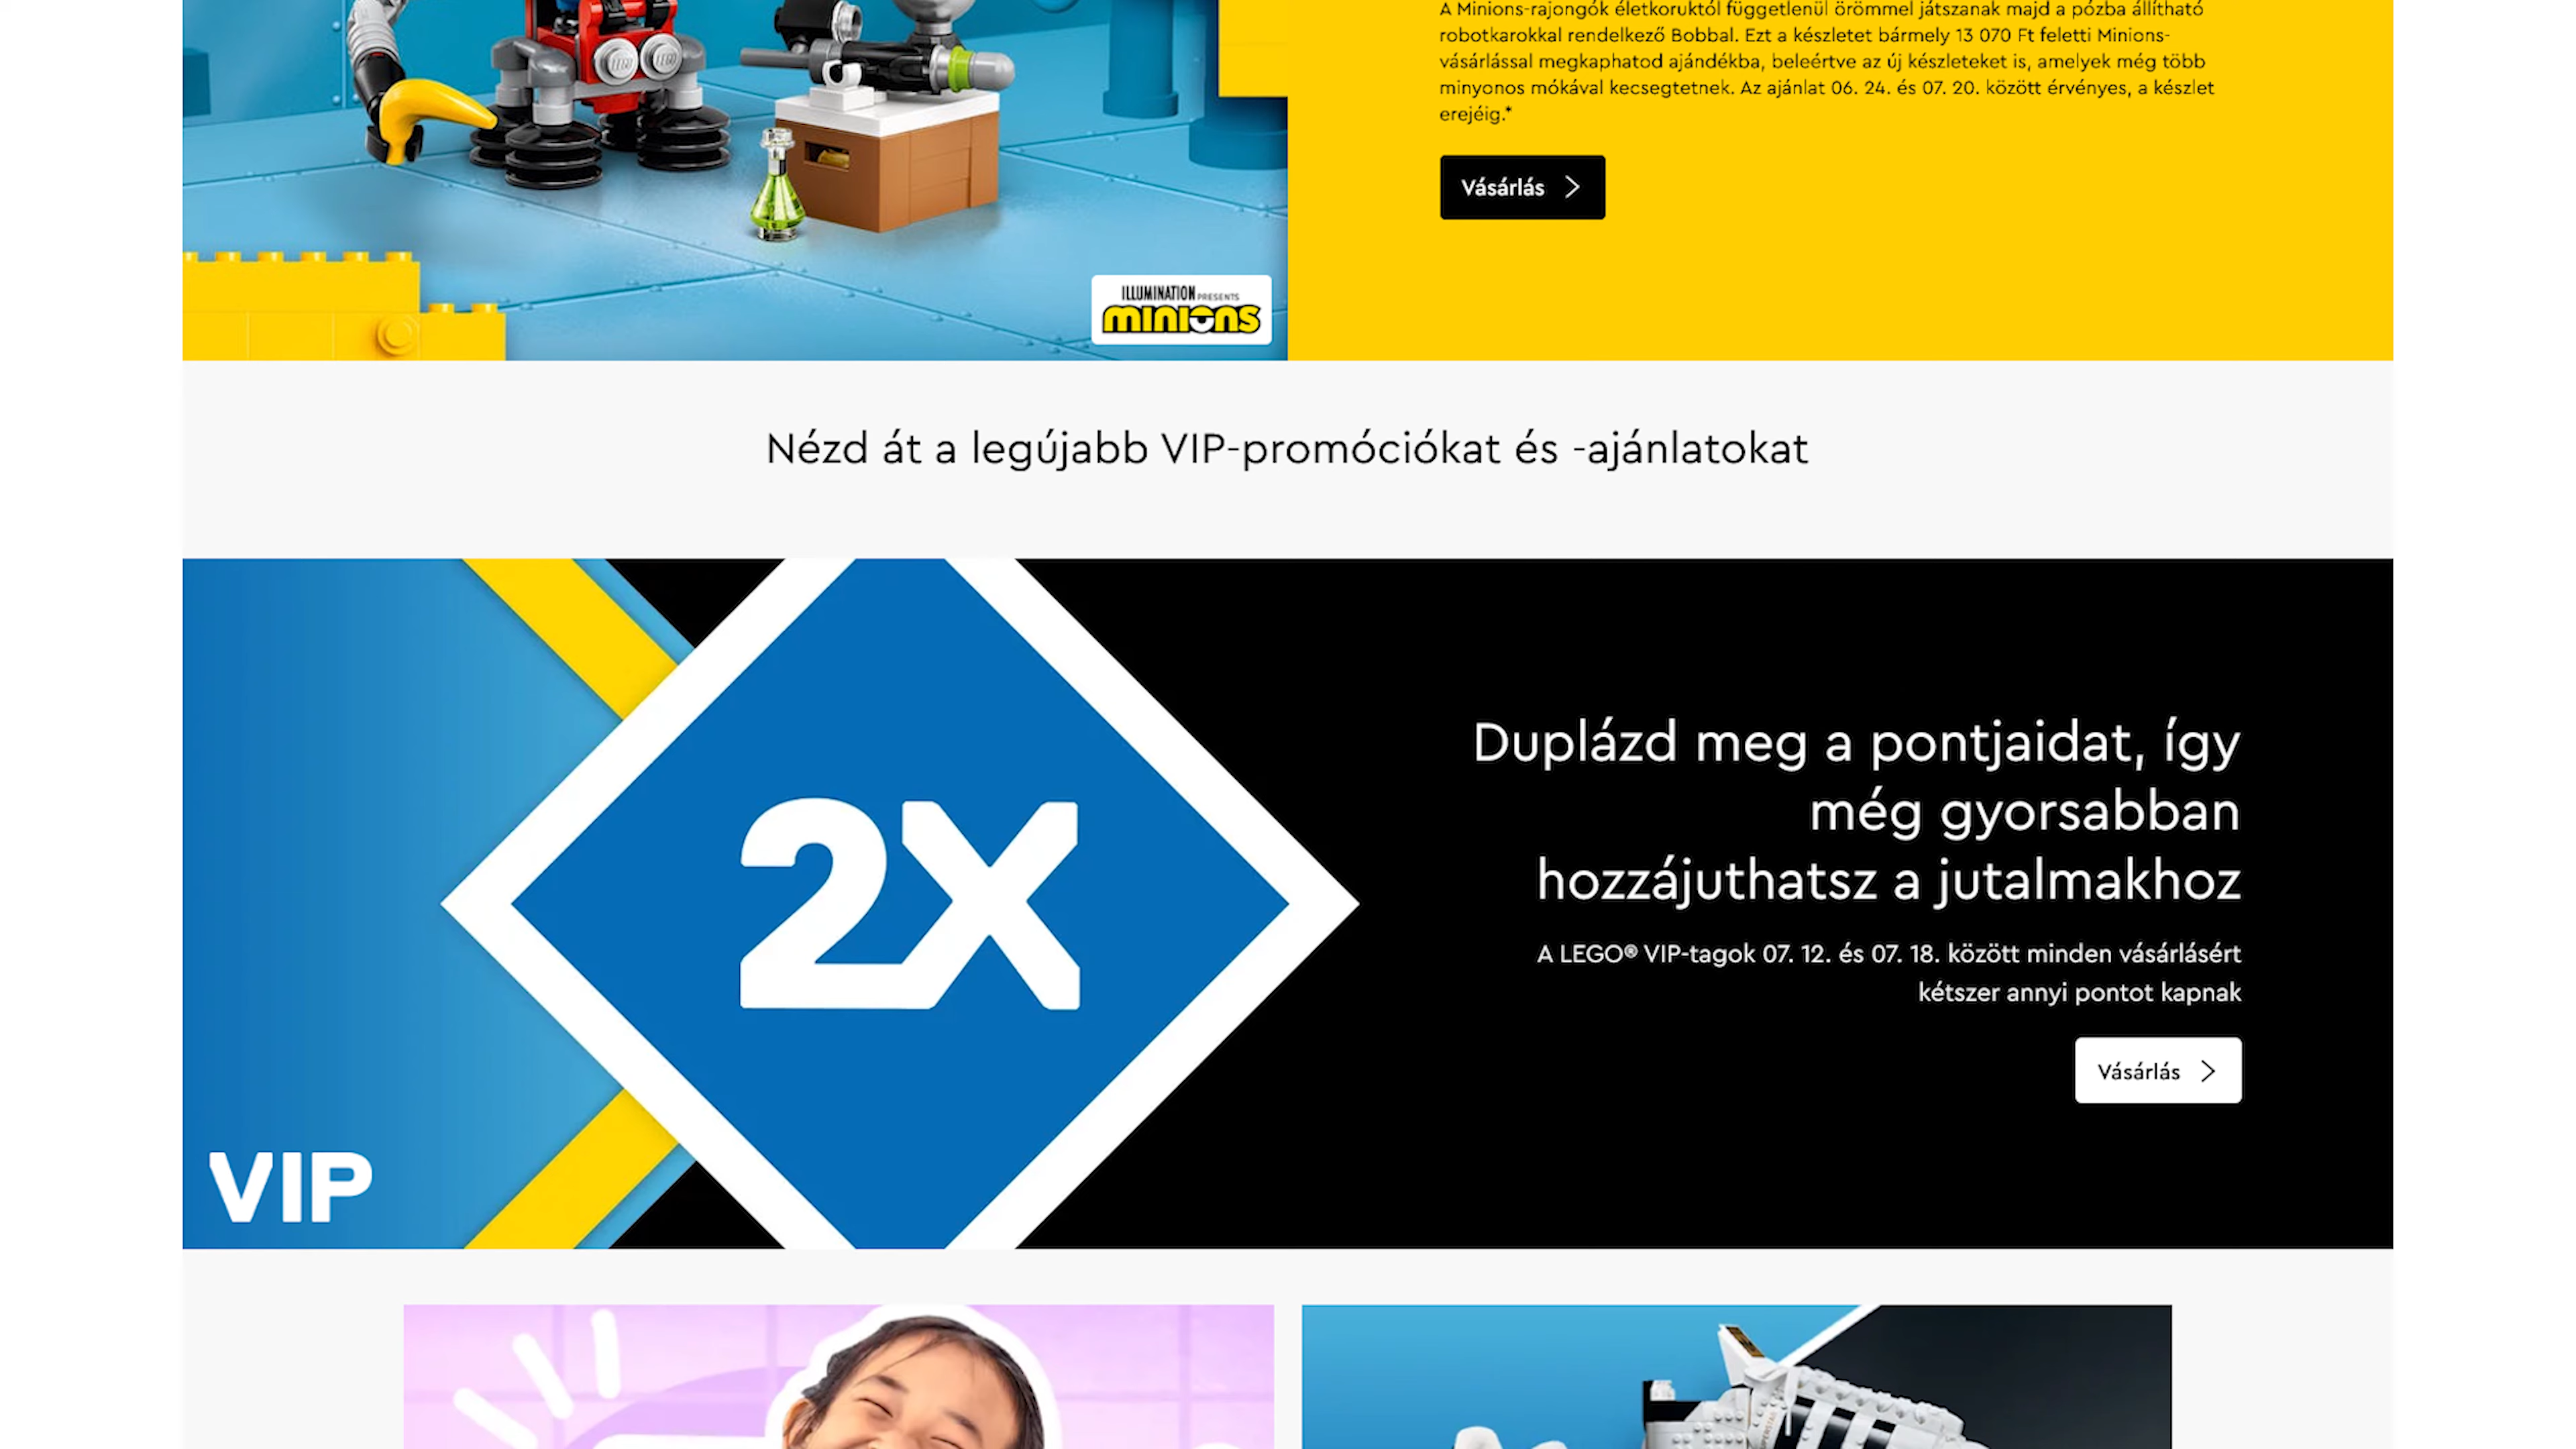 A Minions-rajongók életkoruktól függetlenül örömmel játszanak majd a pózba állítható
robotkarokkal rendelkező Bobbal. Ezt a készletet bármely 13 070 Ft feletti Minions-
vásárlással megkaphatod ajándékba, beleértve az új készleteket is, amelyek még több
minyonos mókával kecsegtetnek. Az ajánlat 06. 24. és 07. 20. között érvényes, a készlet
erejéig.*
Vásárlás
ILLUMINATION PRESENTS
minions
Nézd át a legújabb VIP-promóciókat és -ajánlatokat
2X
VIP
Duplázd meg a pontjaidat, így
még gyorsabban
hozzájuthatsz a jutalmakhoz
A LEGO® VIP-tagok 07. 12. és 07. 18. között minden vásárlásért
kétszer annyi pontot kapnak
Vásárlás